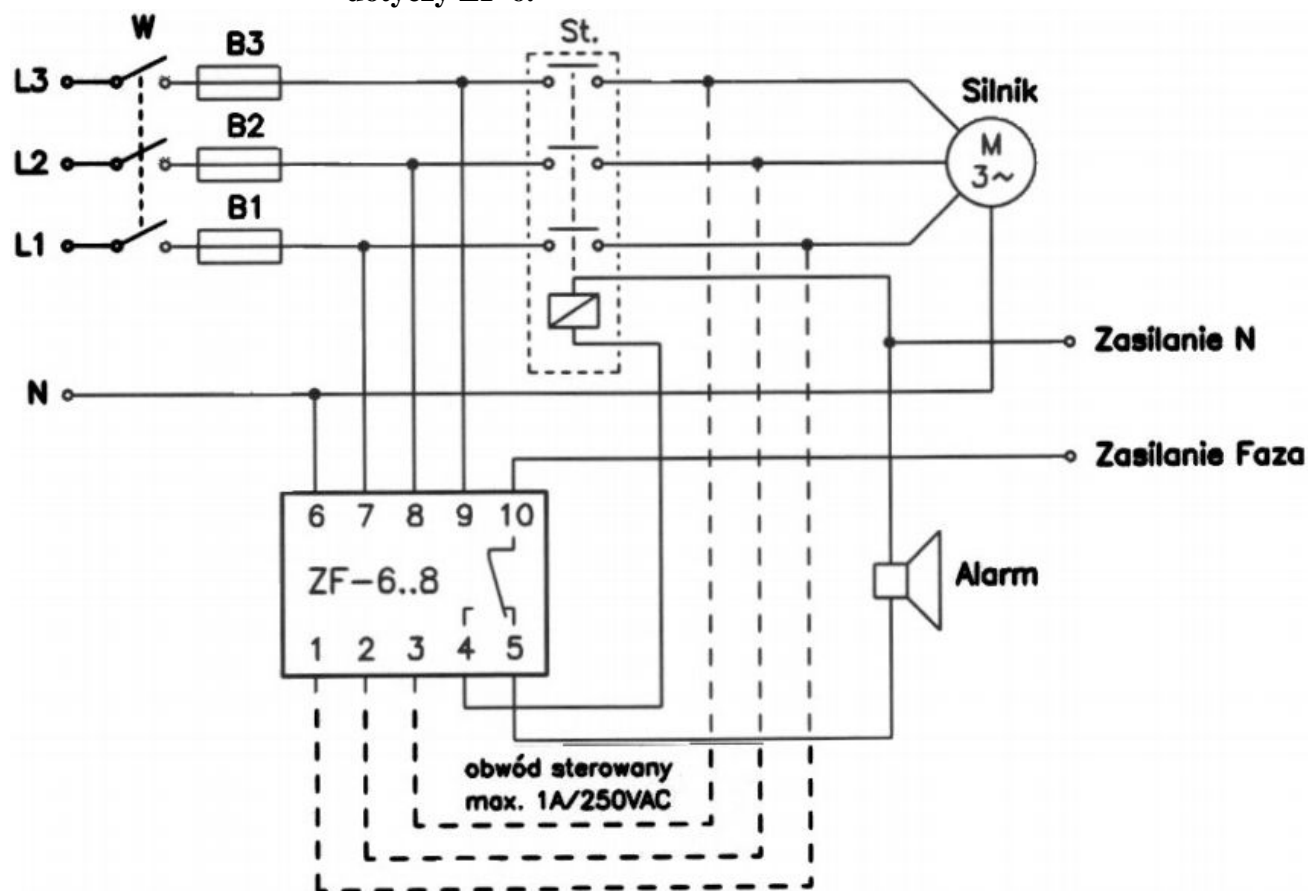 W
B3
St.
L3
Silnik
B2
M
3~
L2
B1
L1
Zasilanie N
N
Zasilanie Faza
6 7 8 9 10
ZF-6..8
Alarm
1 2 3 4 5
obwód sterowany
max. 1A/250VAC